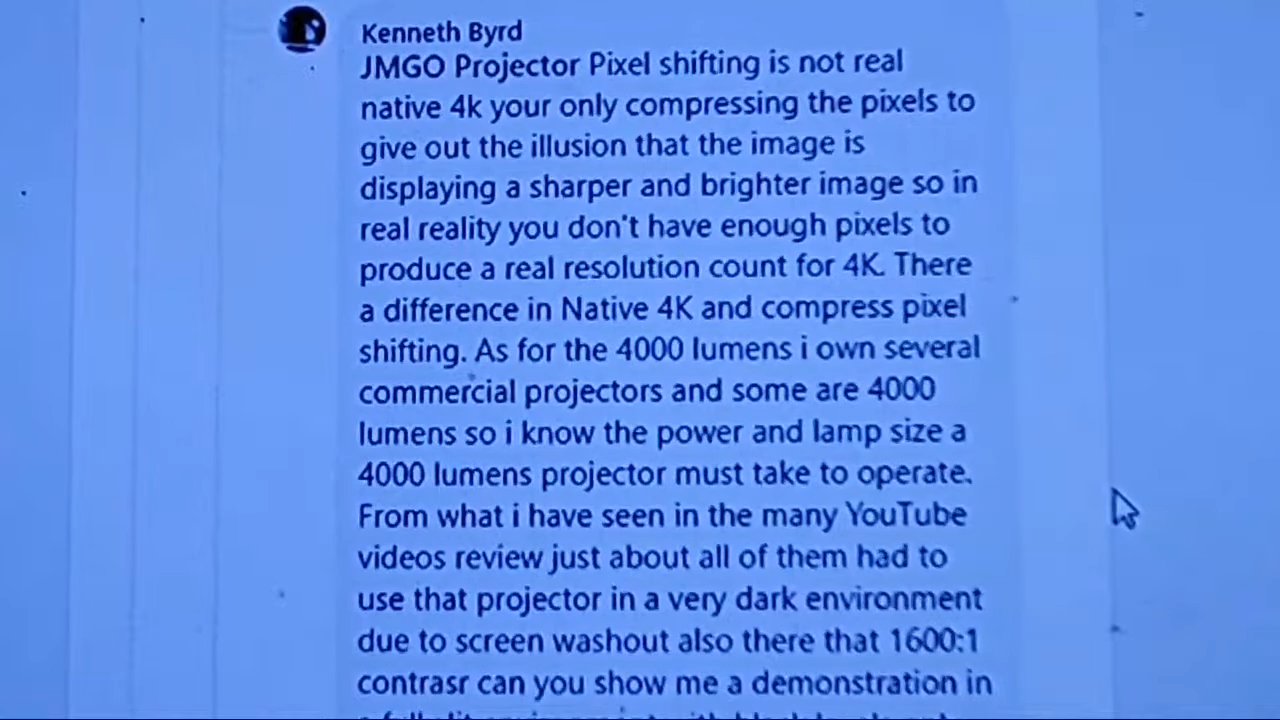 Kenneth Byrd
JMGO Projector Pixel shifting is not real
native 4k your only compressing the pixels to
give out the illusion that the image is
displaying a sharper and brighter image so in
real reality you don't have enough pixels to
produce a real resolution count for 4K. There
a difference in Native 4K and compress pixel
shifting. As for the 4000 lumens i own several
commercial projectors and some are 4000
lumens so i know the power and lamp size a
4000 lumens projector must take to operate.
From what i have seen in the many YouTube
videos review just about all of them had to
use that projector in a very dark environment
due to screen washout also there that 1600:1
contrasr can you show me a demonstration in